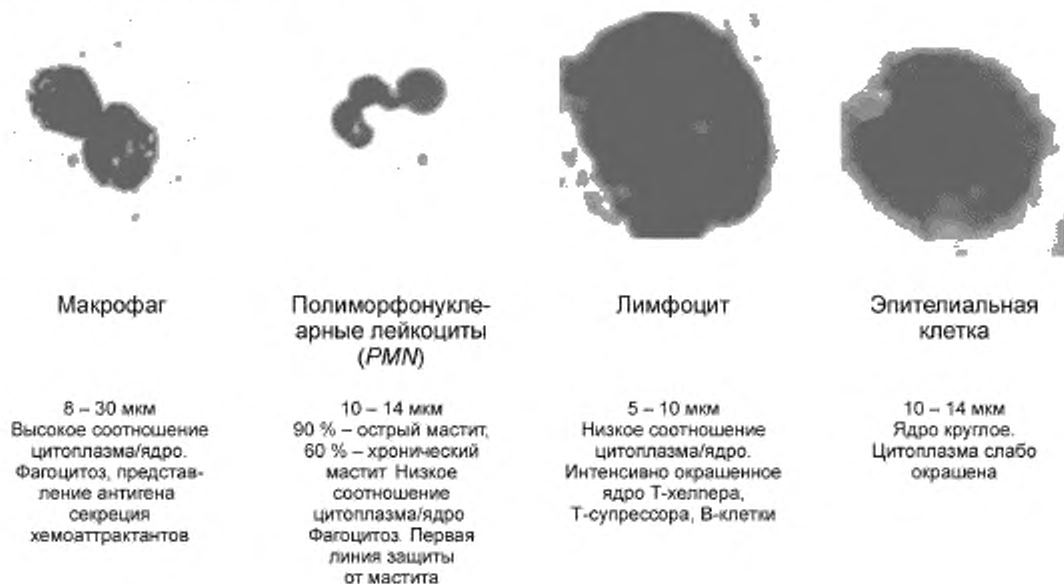 Макрофаг
8 – 30 мкм
Высокое соотношение
цитоплазма/ядро.
Фагоцитоз, представ-
ление антигена
секреция
хемоаттрактантов
Полиморфонукле-
арные лейкоциты
(PMN)
10 – 14 мкм
90 % – острый мастит,
60 % – хронический
мастит Низкое
соотношение
цитоплазма/ядро
Фагоцитоз. Первая
линия защиты
от мастита
Лимфоцит
5 – 10 мкм
Низкое соотношение
цитоплазма/ядро.
Интенсивно окрашенное
ядро Т-хелпера,
Т-супрессора, В-клетки
Эпителиальная
клетка
10 – 14 мкм
Ядро круглое.
Цитоплазма слабо
окрашена